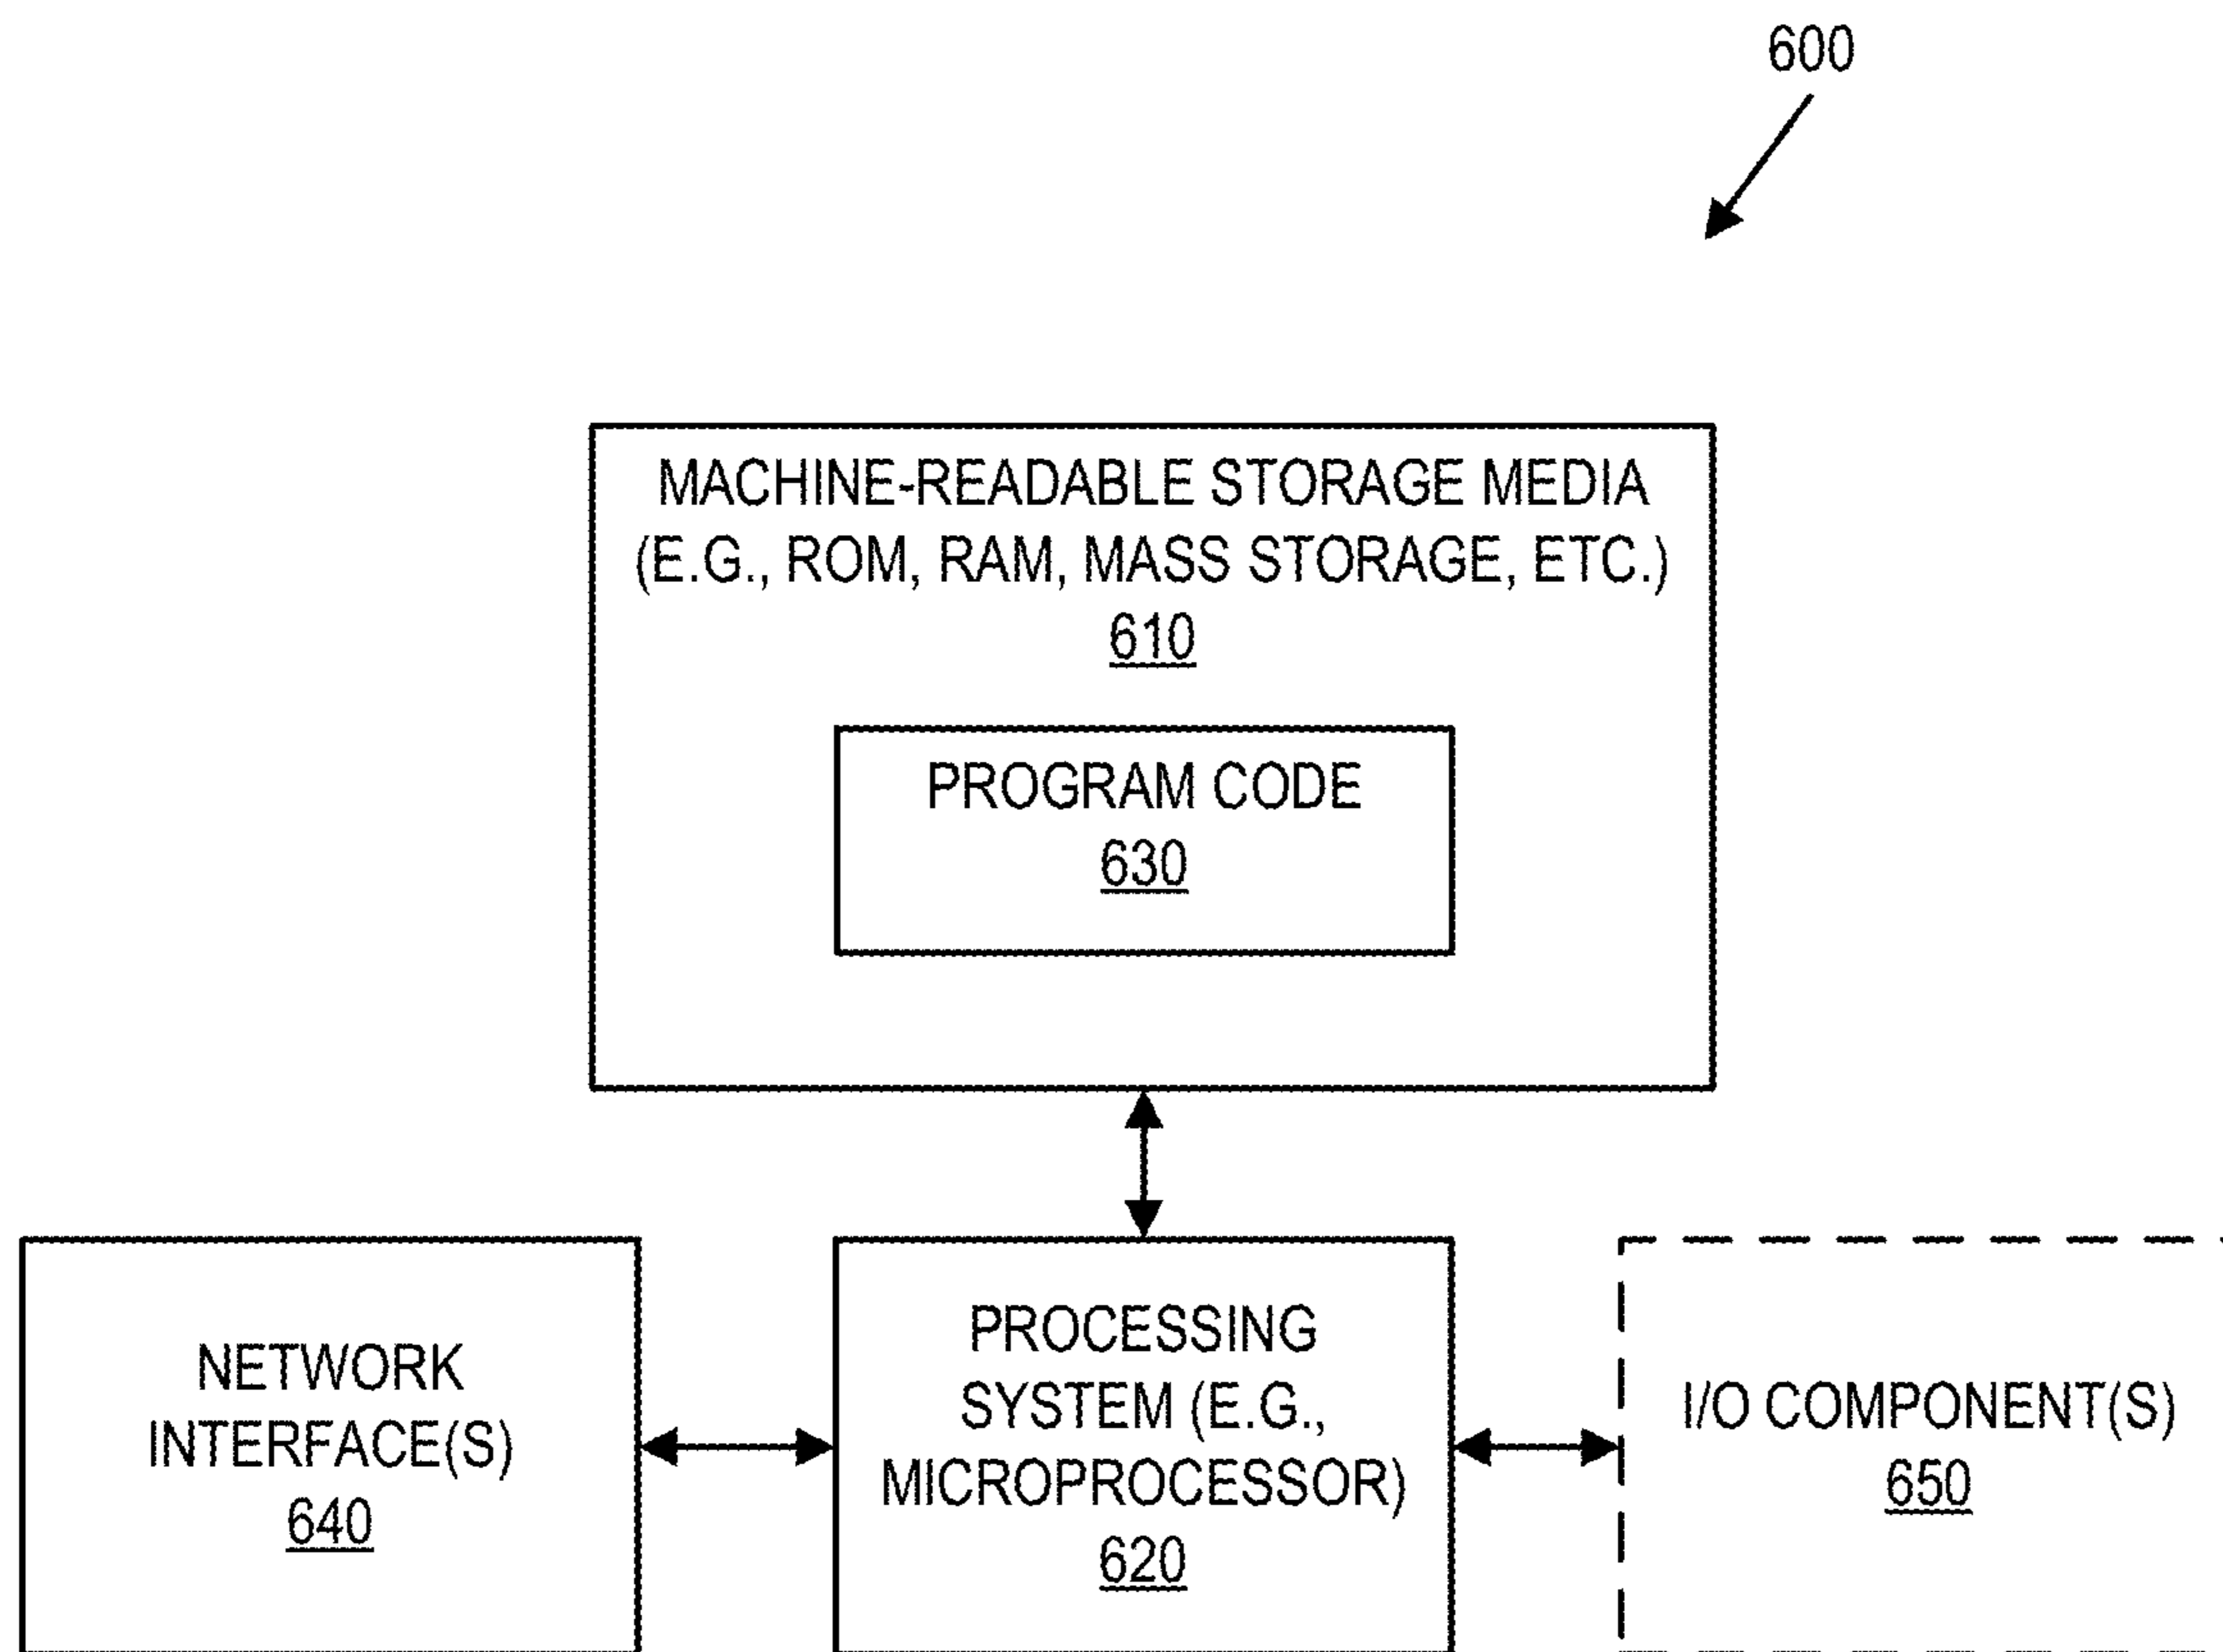 600
MACHINE-READABLE STORAGE MEDIA
(E.G., ROM, RAM, MASS STORAGE, ETC.)
610
PROGRAM CODE
630
NETWORK
INTERFACE(S)
640
PROCESSING
SYSTEM (E.G.,
MICROPROCESSOR)
620
I/O COMPONENT(S)
650